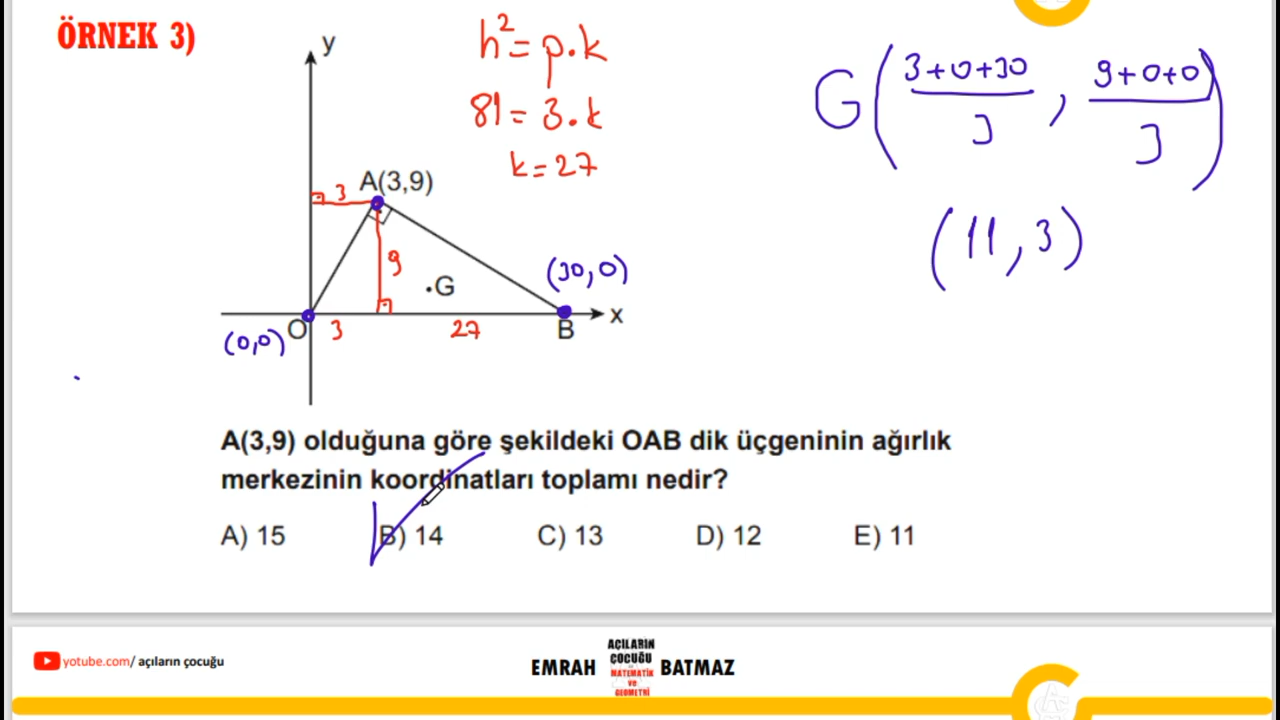 ÖRNEK 3)
y
h² = p.k
81 = 3.k
k = 27
G(3+0+30/3, 9+0+0/3)
(11,3)
3
A(3,9)
9
.G
(30,0)
O
3
27
B
x
(0,0)
A(3,9) olduğuna göre şekildeki OAB dik üçgeninin ağırlık
merkezinin koordinatları toplamı nedir?
A) 15 B) 14 C) 13 D) 12 E) 11
yotube.com/ açıların çocuğu
EMRAH
AÇILARIN
ÇOCUĞU
MATEMATİK
ve
GEOMETRİ
BATMAZ